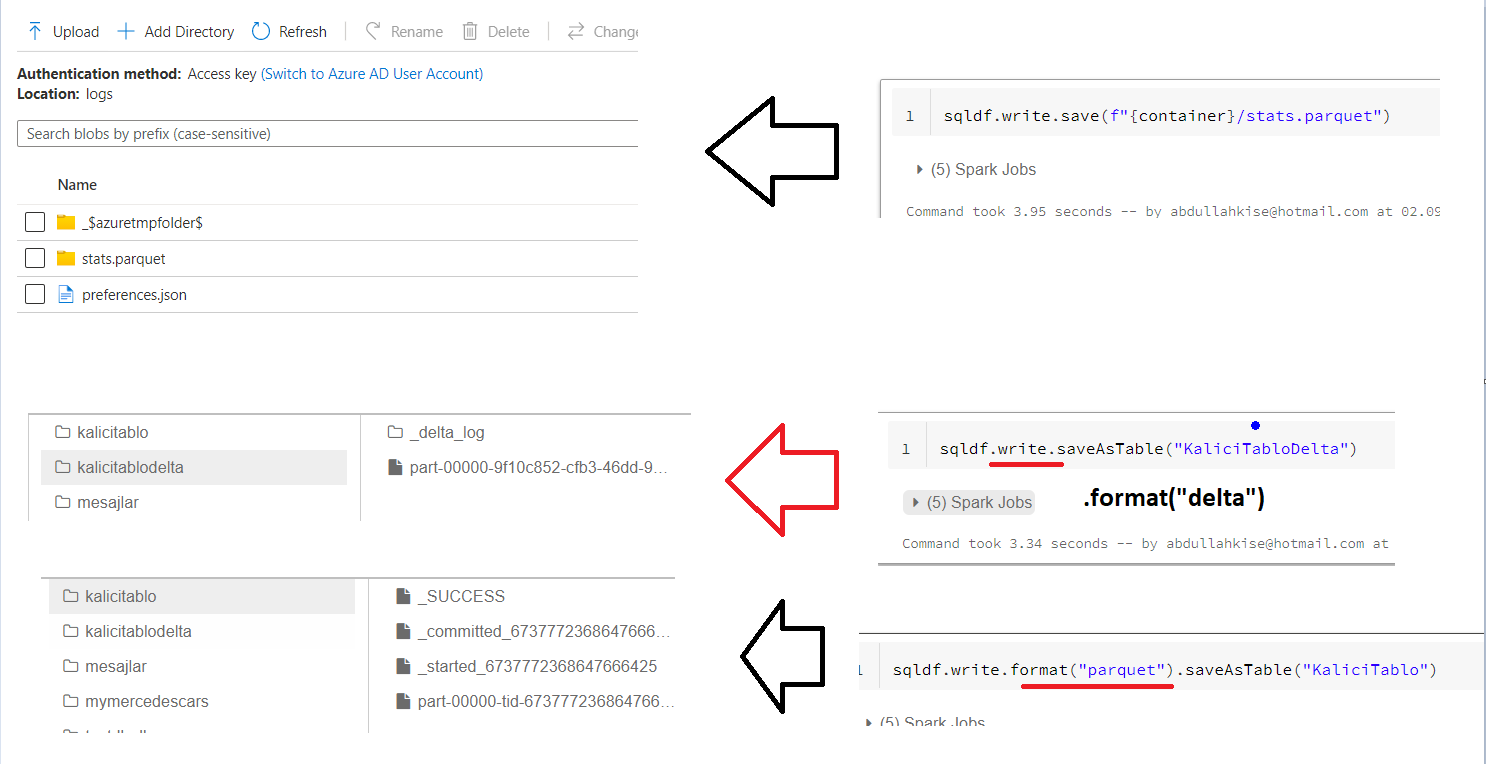 Upload Add Directory Refresh Rename Delete Change
Authentication method: Access key (Switch to Azure AD User Account)
Location: logs
Search blobs by prefix (case-sensitive)
Name
_$azuretmpfolder$
stats.parquet
preferences.json
1 sqldf.write.save(f"{container}/stats.parquet")
(5) Spark Jobs
Command took 3.95 seconds -- by abdullahkise@hotmail.com at 02.09
kalicitablo
kalicitablodelta
mesajlar
_delta_log
part-00000-9f10c852-cfb3-46dd-9...
1 sqldf.write.saveAsTable("KaliciTabloDelta")
(5) Spark Jobs
.format("delta")
Command took 3.34 seconds -- by abdullahkise@hotmail.com at
kalicitablo
kalicitablodelta
mesajlar
mymercedescars
_SUCCESS
_committed_6737772368647666...
_started_6737772368647666425
part-00000-tid-673777236864766...
1 sqldf.write.format("parquet").saveAsTable("KaliciTablo")
(5) Spark Jobs